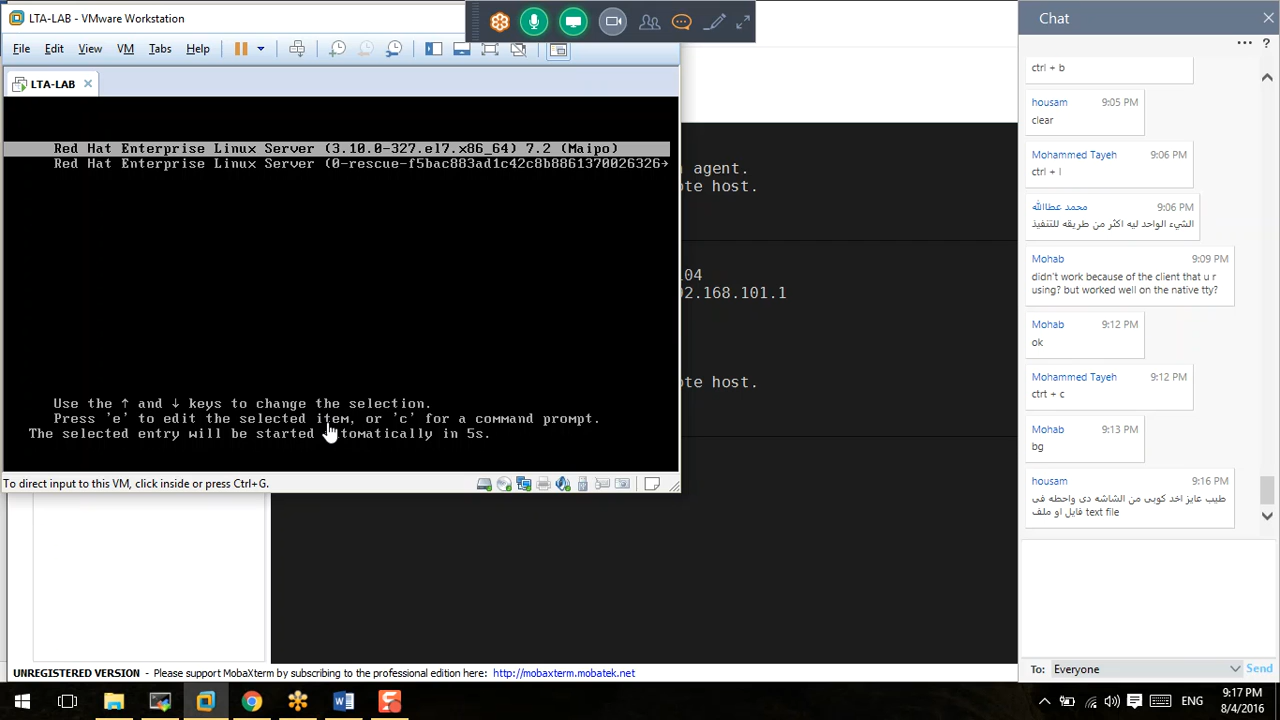 LTA-LAB - VMware Workstation
File Edit View VM Tabs Help
LTA-LAB
Red Hat Enterprise Linux Server (3.10.0-327.el7.x86_64) 7.2 (Maipo)
Red Hat Enterprise Linux Server (0-rescue-f5bac883ad1c42c8b8861370026326→
Use the ↑ and ↓ keys to change the selection.
Press 'e' to edit the selected item, or 'c' for a command prompt.
The selected entry will be started automatically in 5s.
To direct input to this VM, click inside or press Ctrl+G.
agent.
te host.
04
2.168.101.1
te host.
UNREGISTERED VERSION - Please support MobaXterm by subscribing to the professional edition here: http://mobaxterm.mobatek.net
Chat
ctrl + b
housam 9:05 PM
clear
Mohammed Tayeh 9:06 PM
ctrl + l
محمد عطاالله 9:06 PM
الشيء الواحد ليه اكثر من طريقه للتنفيذ
Mohab 9:09 PM
didn't work because of the client that u r
using? but worked well on the native tty?
Mohab 9:12 PM
ok
Mohammed Tayeh 9:12 PM
ctrt + c
Mohab 9:13 PM
bg
housam 9:16 PM
طيب عايز اخد كوبى من الشاشه دى واحطه فى
فايل او ملف text file
To: Everyone Send
ENG
9:17 PM
8/4/2016